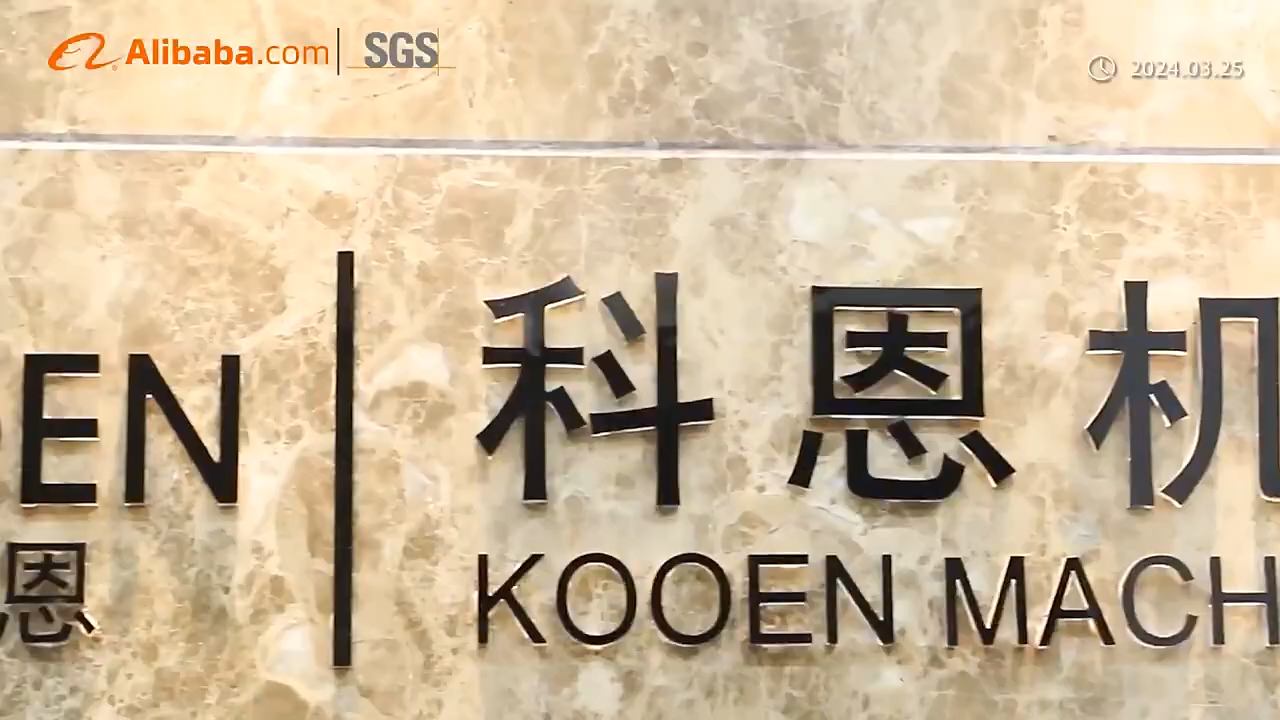 Alibaba.com | SGS
2024.03.25
EN
恩
科恩机
KOOEN MACH